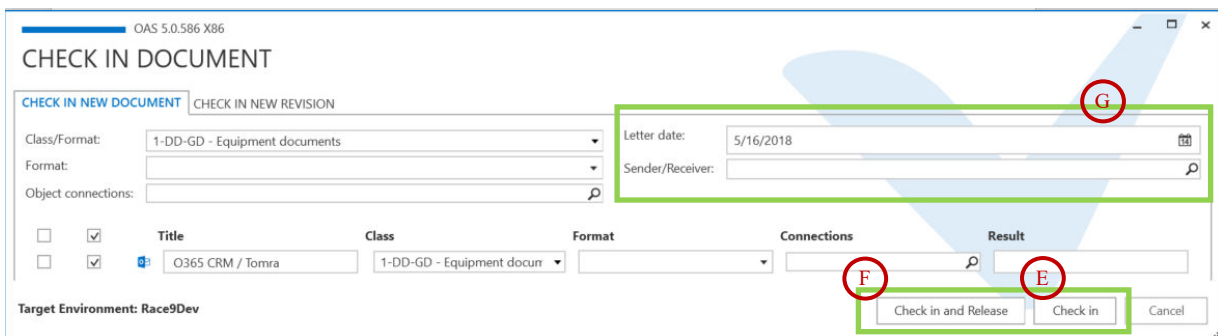 OAS 5.0.586 X86
CHECK IN DOCUMENT
CHECK IN NEW DOCUMENT CHECK IN NEW REVISION
G
Class/Format: 1-DD-GD - Equipment documents Letter date: 5/16/2018 14
Format: Sender/Receiver:
Object connections:
Title Class Format Connections Result
O365 CRM / Tomra 1-DD-GD - Equipment docum
F E
Target Environment: Race9Dev Check in and Release Check in Cancel